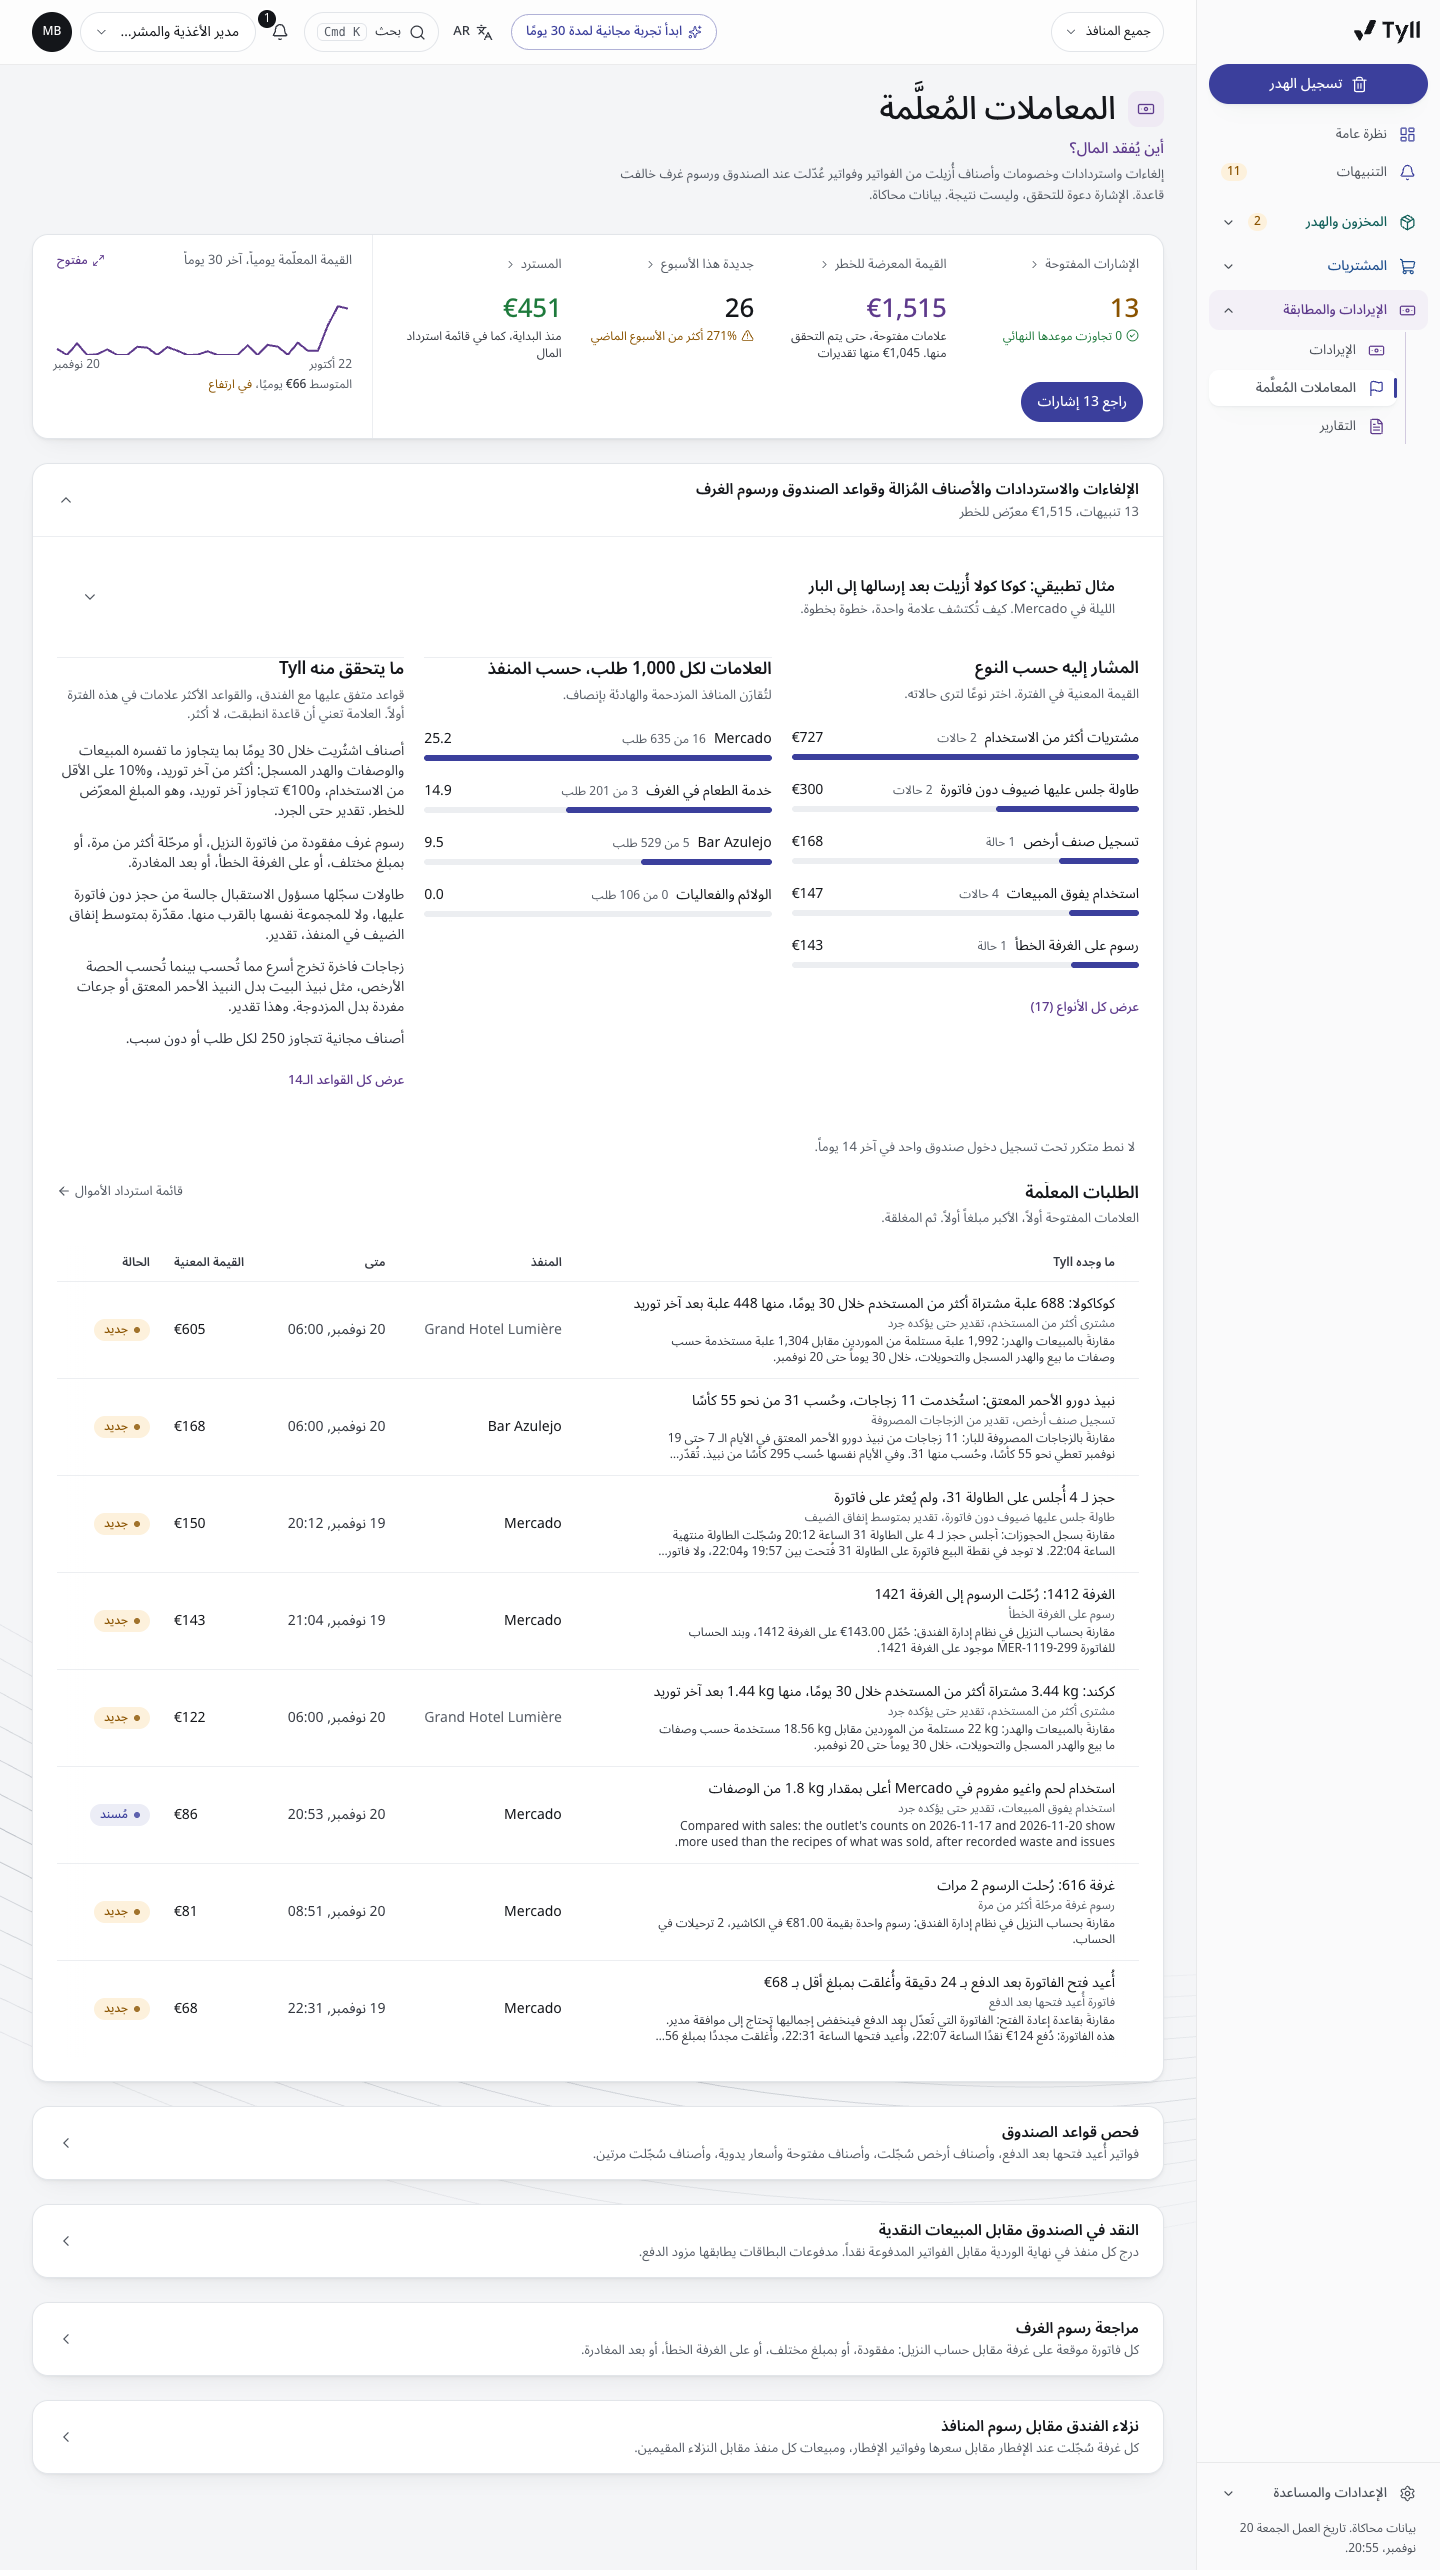 Tyll
تسجيل الهدر
نظرة عامة
التنبيهات 11
المخزون والهدر 2
المشتريات
الإيرادات والمطابقة
الإيرادات
المعاملات المُعلَّمة
التقارير
الإعدادات والمساعدة
بيانات محاكاة. تاريخ العمل الجمعة 20
نوفمبر، 20:55.
جميع المنافذ
ابدأ تجربة مجانية لمدة 30 يومًا
AR
بحث Cmd K
1
مدير الأغذية والمشر...
MB
المعاملات المُعلَّمة
أين يُفقد المال؟
إلغاءات واستردادات وخصومات وأصناف أُزيلت من الفواتير وفواتير عُدّلت عند الصندوق ورسوم غرف خالفت
قاعدة. الإشارة دعوة للتحقق، وليست نتيجة. بيانات محاكاة.
الإشارات المفتوحة
13
0 تجاوزت موعدها النهائي
القيمة المعرضة للخطر
€1,515
علامات مفتوحة، حتى يتم التحقق
منها. €1,045 منها تقديرات
جديدة هذا الأسبوع
26
271% أكثر من الأسبوع الماضي
المسترد
€451
منذ البداية، كما في قائمة استرداد
المال
راجع 13 إشارات
القيمة المعلّمة يومياً، آخر 30 يوماً
مفتوح
22 أكتوبر
20 نوفمبر
المتوسط €66 يوميًا، في ارتفاع
الإلغاءات والاستردادات والأصناف المُزالة وقواعد الصندوق ورسوم الغرف
13 تنبيهات، €1,515 معرّض للخطر
مثال تطبيقي: كوكا كولا أُزيلت بعد إرسالها إلى البار
الليلة في Mercado. كيف تُكتشف علامة واحدة، خطوة بخطوة.
المشار إليه حسب النوع
القيمة المعنية في الفترة. اختر نوعًا لترى حالاته.
مشتريات أكثر من الاستخدام 2 حالات €727
طاولة جلس عليها ضيوف دون فاتورة 2 حالات €300
تسجيل صنف أرخص 1 حالة €168
استخدام يفوق المبيعات 4 حالات €147
رسوم على الغرفة الخطأ 1 حالة €143
عرض كل الأنواع (17)
العلامات لكل 1,000 طلب، حسب المنفذ
لتُقارَن المنافذ المزدحمة والهادئة بإنصاف.
Mercado 16 من 635 طلب 25.2
خدمة الطعام في الغرف 3 من 201 طلب 14.9
Bar Azulejo 5 من 529 طلب 9.5
الولائم والفعاليات 0 من 106 طلب 0.0
ما يتحقق منه Tyll
قواعد متفق عليها مع الفندق، والقواعد الأكثر علامات في هذه الفترة
أولاً. العلامة تعني أن قاعدة انطبقت، لا أكثر.
أصناف اشتُريت خلال 30 يومًا بما يتجاوز ما تفسره المبيعات
والوصفات والهدر المسجل: أكثر من آخر توريد، و10% على الأقل
من الاستخدام، و€100 تتجاوز آخر توريد، وهو المبلغ المعرّض
للخطر. تقدير حتى الجرد.
رسوم غرف مفقودة من فاتورة النزيل، أو مرحّلة أكثر من مرة، أو
بمبلغ مختلف، أو على الغرفة الخطأ، أو بعد المغادرة.
طاولات سجّلها مسؤول الاستقبال جالسة من حجز دون فاتورة
عليها، ولا للمجموعة نفسها بالقرب منها. مقدّرة بمتوسط إنفاق
الضيف في المنفذ، تقدير.
زجاجات فاخرة تخرج أسرع مما تُحسب بينما تُحسب الحصة
الأرخص، مثل نبيذ البيت بدل النبيذ الأحمر المعتق أو جرعات
مفردة بدل المزدوجة. وهذا تقدير.
أصناف مجانية تتجاوز 250 لكل طلب أو دون سبب.
عرض كل القواعد الـ14
لا نمط متكرر تحت تسجيل دخول صندوق واحد في آخر 14 يوماً.
الطلبات المعلّمة
العلامات المفتوحة أولاً، الأكبر مبلغاً أولاً. ثم المغلقة.
قائمة استرداد الأموال
ما وجده Tyll المنفذ متى القيمة المعنية الحالة
كوكاكولا: 688 علبة مشتراة أكثر من المستخدم خلال 30 يومًا، منها 448 علبة بعد آخر توريد
مشترى أكثر من المستخدم، تقدير حتى يؤكده جرد
مقارنةً بالمبيعات والهدر: 1,992 علبة مستلمة من الموردين مقابل 1,304 علبة مستخدمة حسب
وصفات ما بيع والهدر المسجل والتحويلات، خلال 30 يوماً حتى 20 نوفمبر.
Grand Hotel Lumière 20 نوفمبر، 06:00 €605 جديد
نبيذ دورو الأحمر المعتق: استُخدمت 11 زجاجات، وحُسب 31 من نحو 55 كأسًا
تسجيل صنف أرخص، تقدير من الزجاجات المصروفة
مقارنةً بالزجاجات المصروفة للبار: 11 زجاجات من نبيذ دورو الأحمر المعتق في الأيام الـ 7 حتى 19
نوفمبر تعطي نحو 55 كأسًا، وحُسب منها 31. وفي الأيام نفسها حُسب 295 كأسًا من نبيذ. تُقدّر...
Bar Azulejo 20 نوفمبر، 06:00 €168 جديد
حجز لـ 4 أُجلس على الطاولة 31، ولم يُعثر على فاتورة
طاولة جلس عليها ضيوف دون فاتورة، تقدير بمتوسط إنفاق الضيف
مقارنة بسجل الحجوزات: أُجلس حجز لـ 4 على الطاولة 31 الساعة 20:12 وسُجّلت الطاولة منتهية
الساعة 22:04. لا توجد في نقطة البيع فاتورة على الطاولة 31 فُتحت بين 19:57 و22:04، ولا فاتور...
Mercado 19 نوفمبر، 20:12 €150 جديد
الغرفة 1412: رُحّلت الرسوم إلى الغرفة 1421
رسوم على الغرفة الخطأ
مقارنة بحساب النزيل في نظام إدارة الفندق: حُمّل €143.00 على الغرفة 1412، وبند الحساب
للفاتورة MER-1119-299 موجود على الغرفة 1421.
Mercado 19 نوفمبر، 21:04 €143 جديد
كركند: 3.44 kg مشتراة أكثر من المستخدم خلال 30 يومًا، منها 1.44 kg بعد آخر توريد
مشترى أكثر من المستخدم، تقدير حتى يؤكده جرد
مقارنةً بالمبيعات والهدر: 22 kg مستلمة من الموردين مقابل 18.56 kg مستخدمة حسب وصفات
ما بيع والهدر المسجل والتحويلات، خلال 30 يوماً حتى 20 نوفمبر.
Grand Hotel Lumière 20 نوفمبر، 06:00 €122 جديد
استخدام لحم واغيو مفروم في Mercado أعلى بمقدار 1.8 kg من الوصفات
استخدام يفوق المبيعات، تقدير حتى يؤكده جرد
Compared with sales: the outlet's counts on 2026-11-17 and 2026-11-20 show
more used than the recipes of what was sold, after recorded waste and issues.
Mercado 20 نوفمبر، 20:53 €86 مُسند
غرفة 616: رُحلت الرسوم 2 مرات
رسوم غرفة مرحّلة أكثر من مرة
مقارنة بحساب النزيل في نظام إدارة الفندق: رسوم واحدة بقيمة €81.00 في الكاشير، 2 ترحيلات في
الحساب.
Mercado 20 نوفمبر، 08:51 €81 جديد
أُعيد فتح الفاتورة بعد الدفع بـ 24 دقيقة وأُغلقت بمبلغ أقل بـ €68
فاتورة أُعيد فتحها بعد الدفع
مقارنةً بقاعدة إعادة الفتح: الفاتورة التي تُعدّل بعد الدفع فينخفض إجماليها تحتاج إلى موافقة مدير.
هذه الفاتورة: دُفع €124 نقدًا الساعة 22:07، وأُعيد فتحها الساعة 22:31، وأُغلقت مجددًا بمبلغ 56...
Mercado 19 نوفمبر، 22:31 €68 جديد
فحص قواعد الصندوق
فواتير أُعيد فتحها بعد الدفع، وأصناف أرخص سُجّلت، وأصناف مفتوحة وأسعار يدوية، وأصناف سُجّلت مرتين.
النقد في الصندوق مقابل المبيعات النقدية
درج كل منفذ في نهاية الوردية مقابل الفواتير المدفوعة نقداً. مدفوعات البطاقات يطابقها مزود الدفع.
مراجعة رسوم الغرف
كل فاتورة موقعة على غرفة مقابل حساب النزيل: مفقودة، أو بمبلغ مختلف، أو على الغرفة الخطأ، أو بعد المغادرة.
نزلاء الفندق مقابل رسوم المنافذ
كل غرفة سُجّلت عند الإفطار مقابل سعرها وفواتير الإفطار، ومبيعات كل منفذ مقابل النزلاء المقيمين.